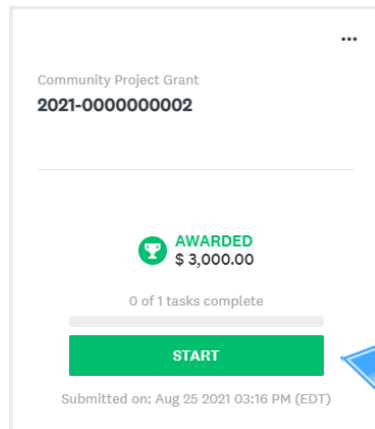 ...
Community Project Grant
2021-0000000002
AWARDED
$ 3,000.00
0 of 1 tasks complete
START
Submitted on: Aug 25 2021 03:16 PM (EDT)